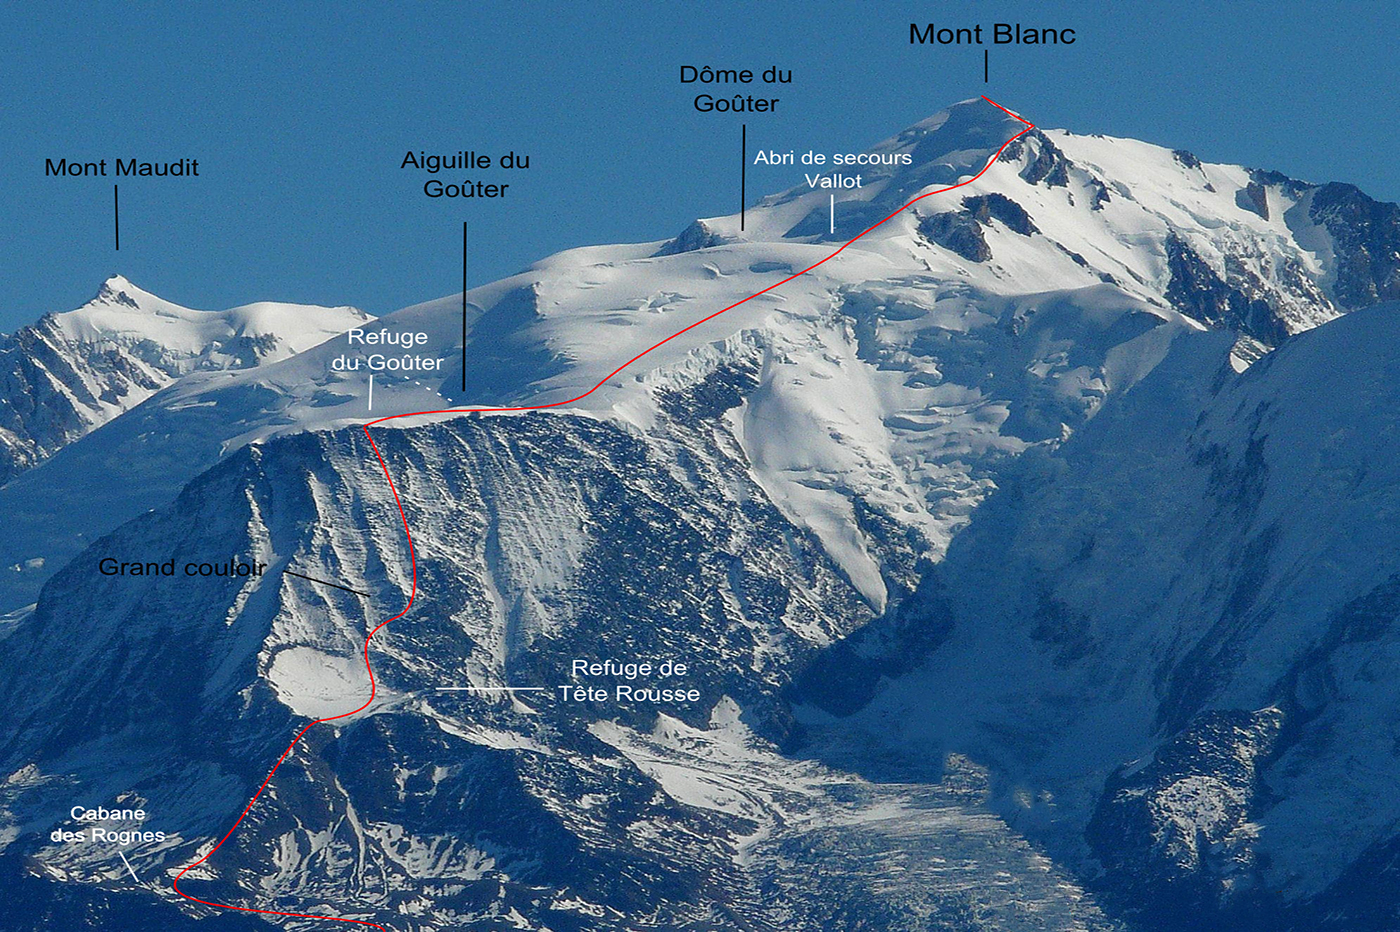 Mont Blanc
Dôme du
Goûter
Abri de secours
Vallot
Aiguille du
Goûter
Mont Maudit
Refuge
du Goûter
Grand couloir
Refuge de
Tête Rousse
Cabane
des Rognes